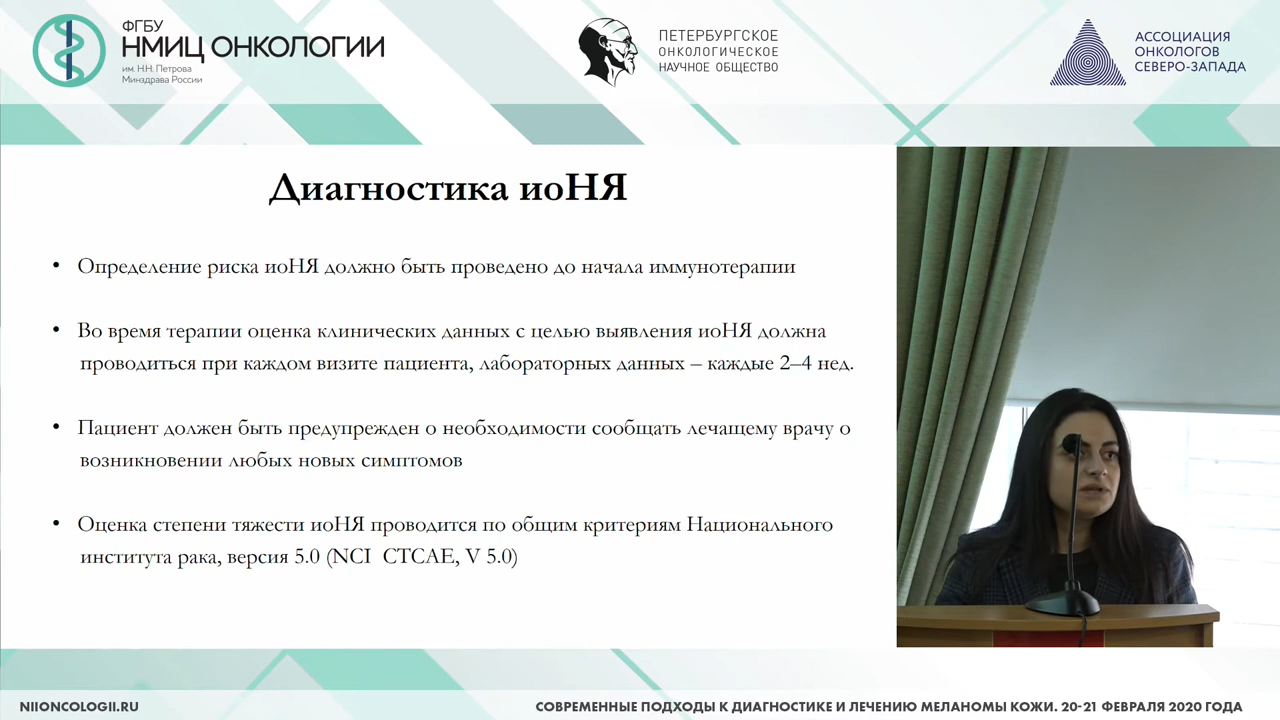 ФГБУ
НМИЦ ОНКОЛОГИИ
им. Н.Н. Петрова
Минздрава России
ПЕТЕРБУРГСКОЕ
ОНКОЛОГИЧЕСКОЕ
НАУЧНОЕ ОБЩЕСТВО
АССОЦИАЦИЯ
ОНКОЛОГОВ
СЕВЕРО-ЗАПАДА
Диагностика иоНЯ
• Определение риска иоНЯ должно быть проведено до начала иммунотерапии
• Во время терапии оценка клинических данных с целью выявления иоНЯ должна
проводиться при каждом визите пациента, лабораторных данных – каждые 2–4 нед.
• Пациент должен быть предупрежден о необходимости сообщать лечащему врачу о
возникновении любых новых симптомов
• Оценка степени тяжести иоНЯ проводится по общим критериям Национального
института рака, версия 5.0 (NCI CTCAE, V 5.0)
NIIONCOLOGII.RU
СОВРЕМЕННЫЕ ПОДХОДЫ К ДИАГНОСТИКЕ И ЛЕЧЕНИЮ МЕЛАНОМЫ КОЖИ. 20-21 ФЕВРАЛЯ 2020 ГОДА